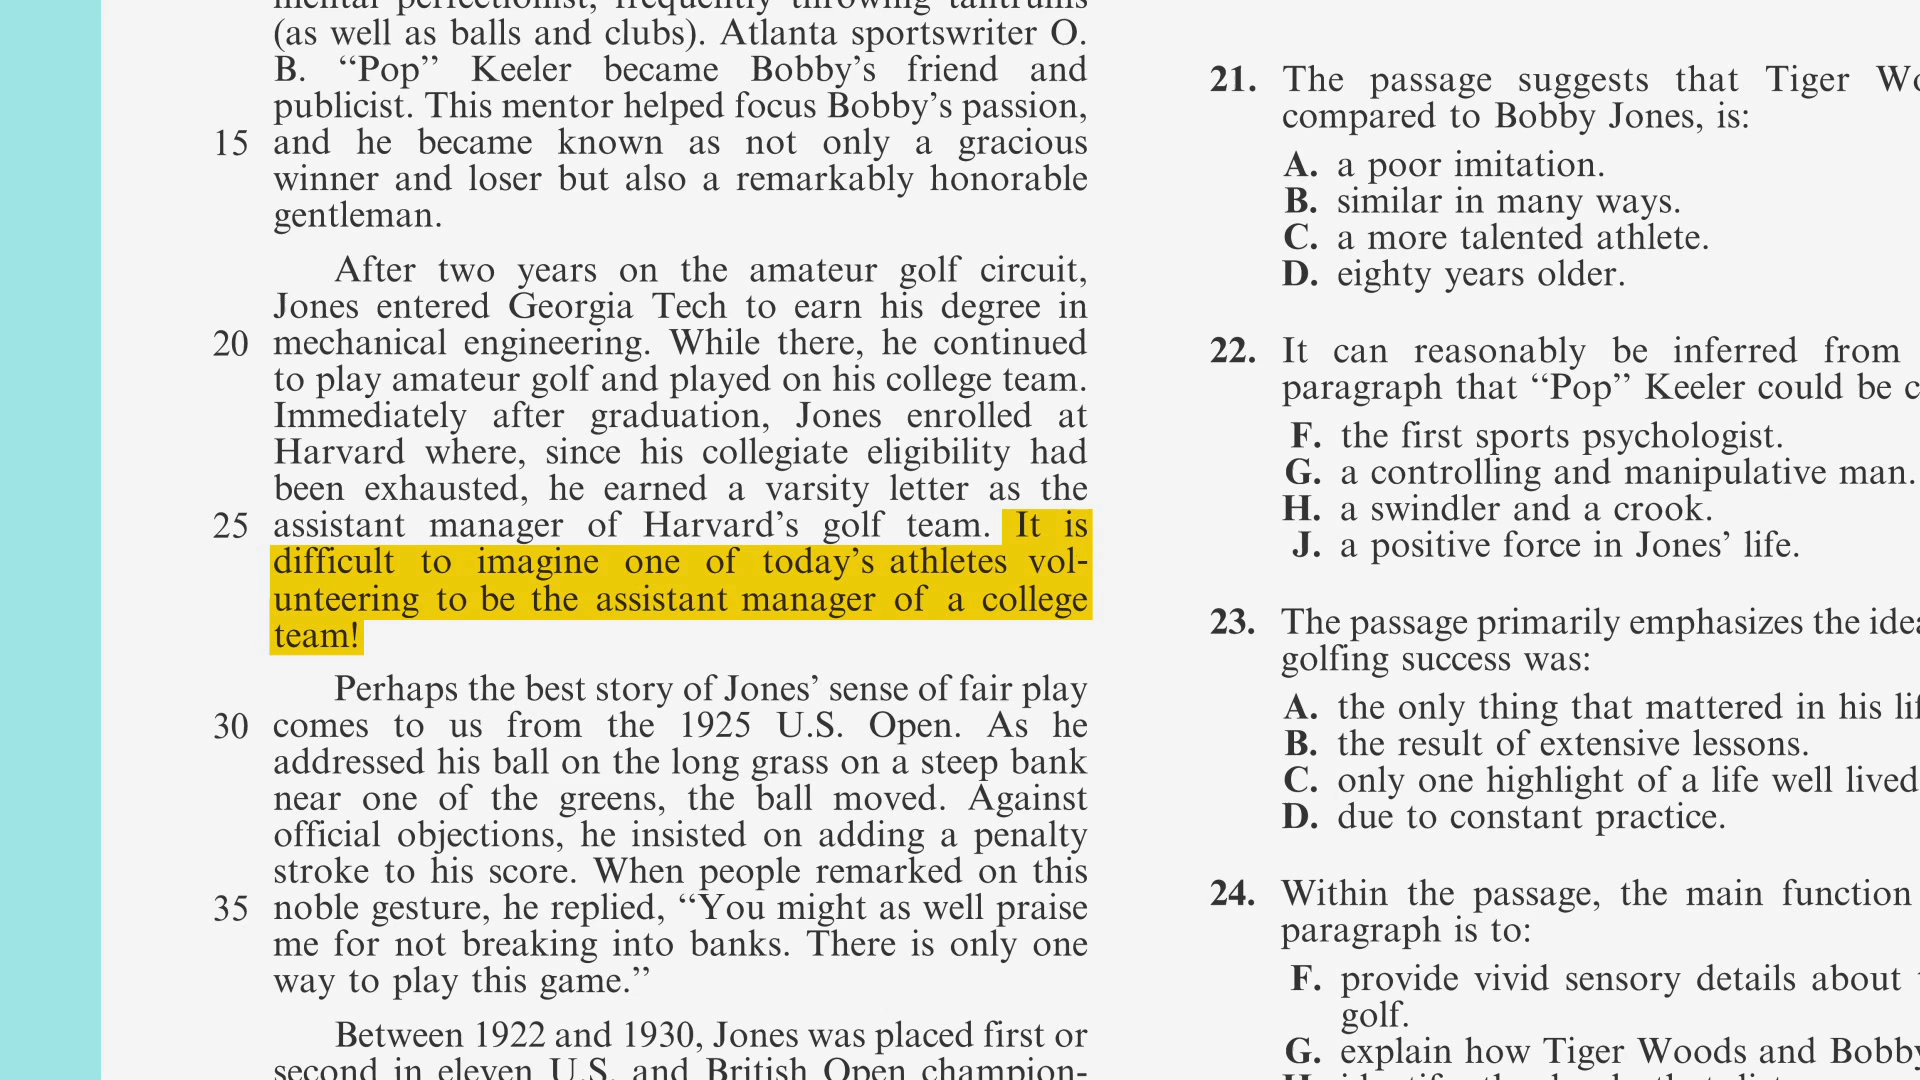 mental perfectionist, frequently throwing tantrums
(as well as balls and clubs). Atlanta sportswriter O.
B. “Pop” Keeler became Bobby’s friend and
publicist. This mentor helped focus Bobby’s passion,
15 and he became known as not only a gracious
winner and loser but also a remarkably honorable
gentleman.
After two years on the amateur golf circuit,
Jones entered Georgia Tech to earn his degree in
20 mechanical engineering. While there, he continued
to play amateur golf and played on his college team.
Immediately after graduation, Jones enrolled at
Harvard where, since his collegiate eligibility had
been exhausted, he earned a varsity letter as the
25 assistant manager of Harvard’s golf team. It is
difficult to imagine one of today’s athletes vol-
unteering to be the assistant manager of a college
team!
Perhaps the best story of Jones’ sense of fair play
30 comes to us from the 1925 U.S. Open. As he
addressed his ball on the long grass on a steep bank
near one of the greens, the ball moved. Against
official objections, he insisted on adding a penalty
stroke to his score. When people remarked on this
35 noble gesture, he replied, “You might as well praise
me for not breaking into banks. There is only one
way to play this game.”
Between 1922 and 1930, Jones was placed first or
second in eleven U.S. and British Open champion-
21. The passage suggests that Tiger Wo
compared to Bobby Jones, is:
A. a poor imitation.
B. similar in many ways.
C. a more talented athlete.
D. eighty years older.
22. It can reasonably be inferred from
paragraph that “Pop” Keeler could be c
F. the first sports psychologist.
G. a controlling and manipulative man.
H. a swindler and a crook.
J. a positive force in Jones’ life.
23. The passage primarily emphasizes the idea
golfing success was:
A. the only thing that mattered in his lif
B. the result of extensive lessons.
C. only one highlight of a life well lived
D. due to constant practice.
24. Within the passage, the main function
paragraph is to:
F. provide vivid sensory details about
golf.
G. explain how Tiger Woods and Bobby